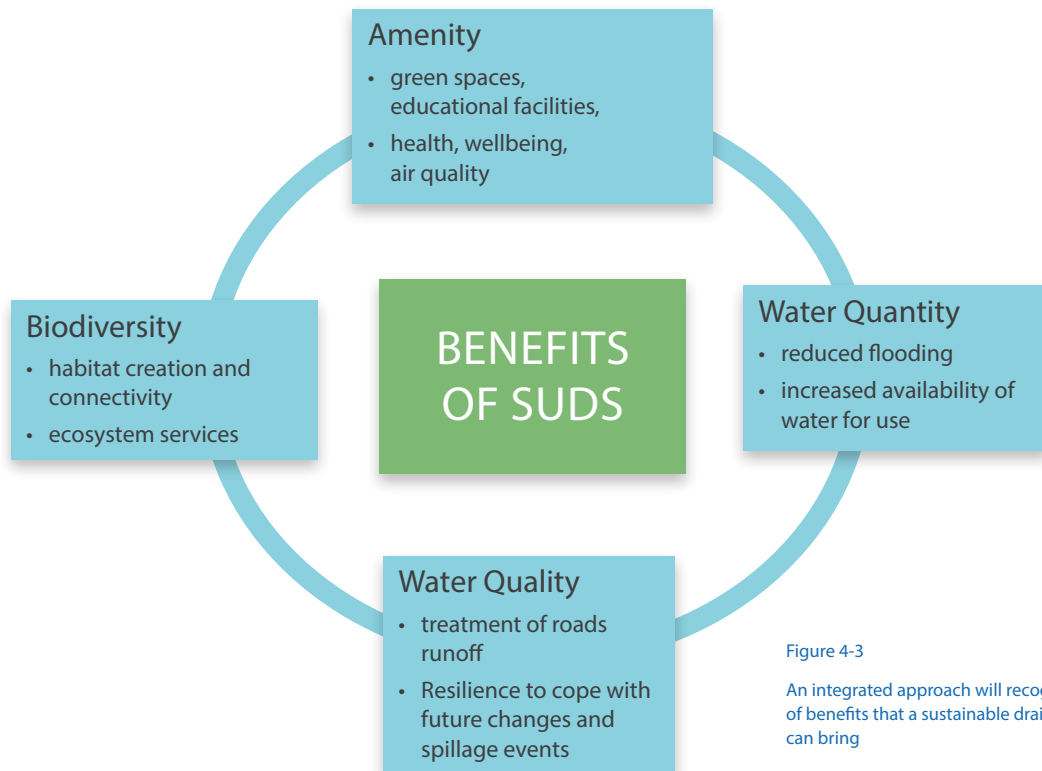 Amenity
• green spaces,
educational facilities,
• health, wellbeing,
air quality
Biodiversity
• habitat creation and
connectivity
• ecosystem services
BENEFITS
OF SUDS
Water Quantity
• reduced flooding
• increased availability of
water for use
Water Quality
• treatment of roads
runoff
• Resilience to cope with
future changes and
spillage events
Figure 4-3
An integrated approach will
of benefits that a sustainable
can bring